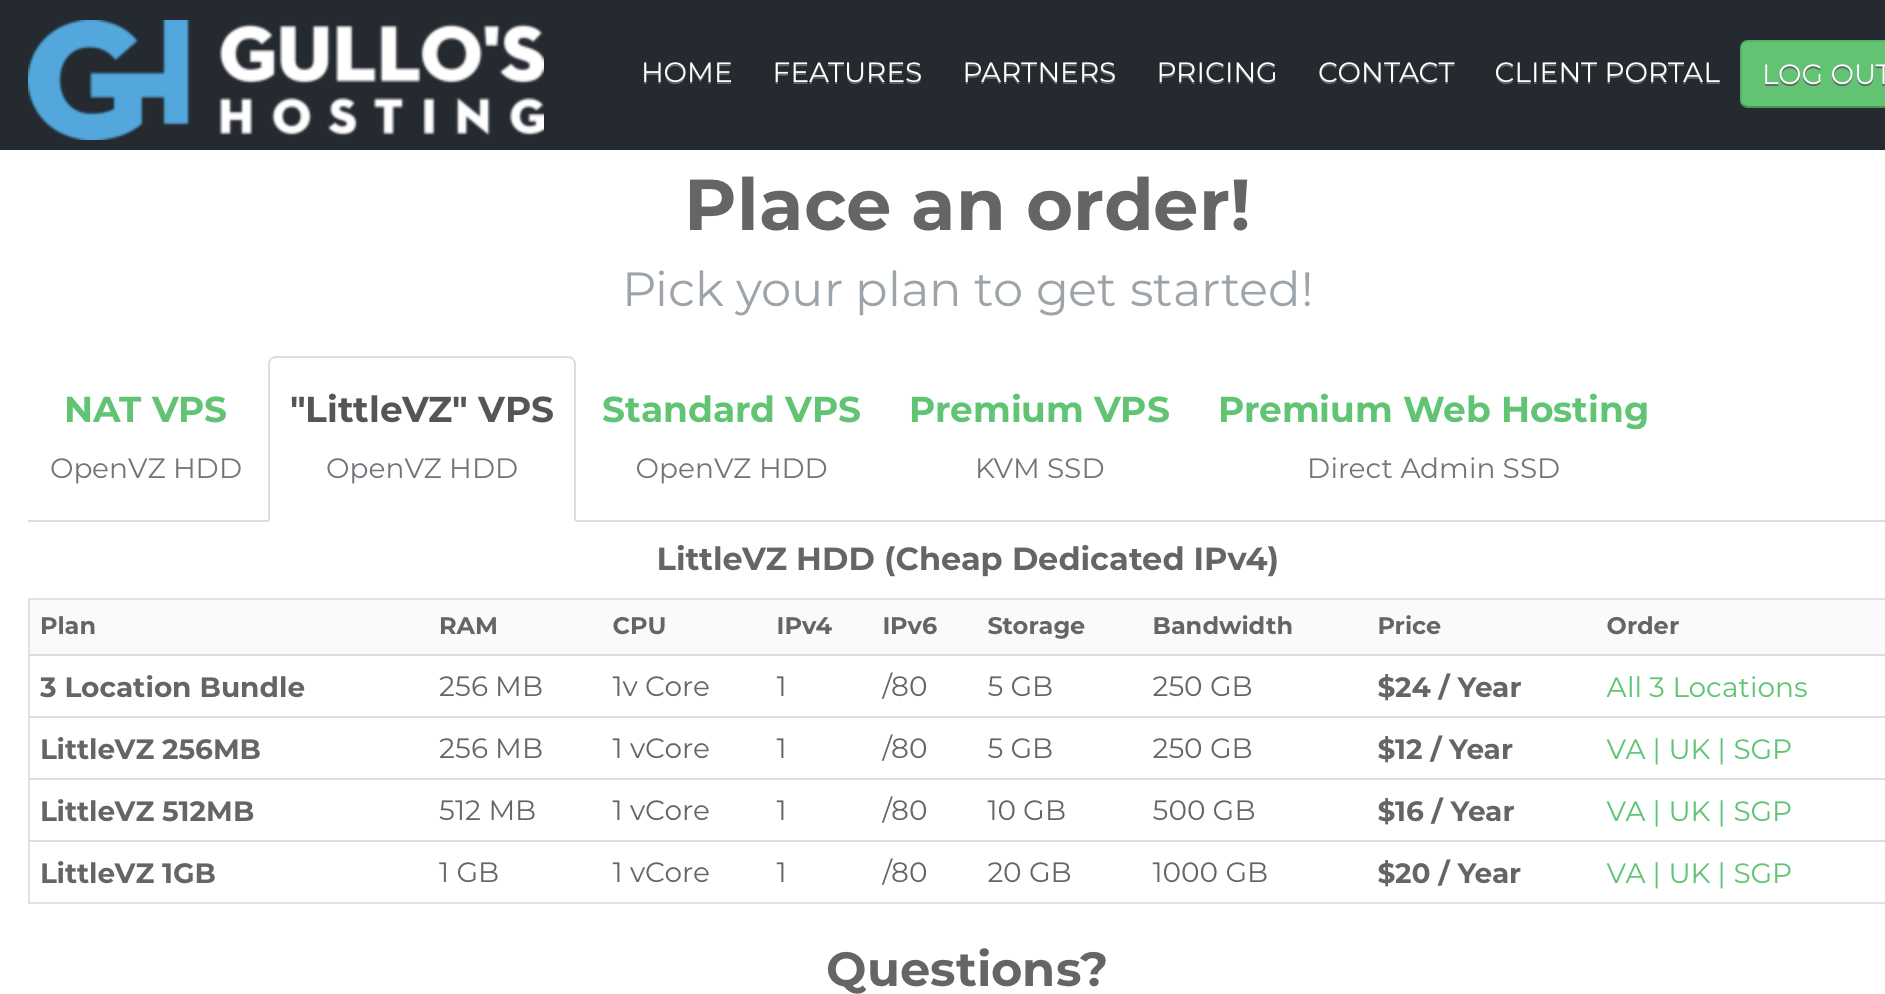 GH GULLO'S
HOSTING
HOME FEATURES PARTNERS PRICING CONTACT CLIENT PORTAL LOG OUT
Place an order!
Pick your plan to get started!
NAT VPS "LittleVZ" VPS Standard VPS Premium VPS Premium Web Hosting
OpenVZ HDD OpenVZ HDD OpenVZ HDD KVM SSD Direct Admin SSD
LittleVZ HDD (Cheap Dedicated IPv4)
Plan RAM CPU IPv4 IPv6 Storage Bandwidth Price Order
3 Location Bundle 256 MB 1v Core 1 /80 5 GB 250 GB $24 / Year All 3 Locations
LittleVZ 256MB 256 MB 1 vCore 1 /80 5 GB 250 GB $12 / Year VA | UK | SGP
LittleVZ 512MB 512 MB 1 vCore 1 /80 10 GB 500 GB $16 / Year VA | UK | SGP
LittleVZ 1GB 1 GB 1 vCore 1 /80 20 GB 1000 GB $20 / Year VA | UK | SGP
Questions?